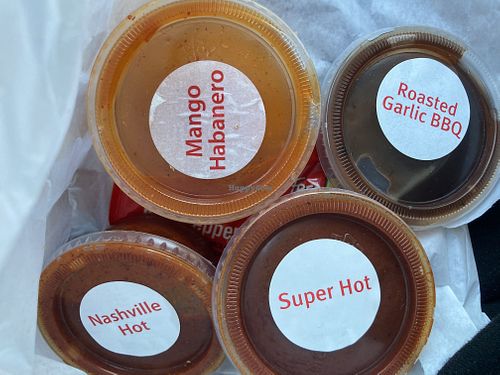 Mango
Habanero
Roasted
Garlic BBQ
Nashville
Hot
Super Hot